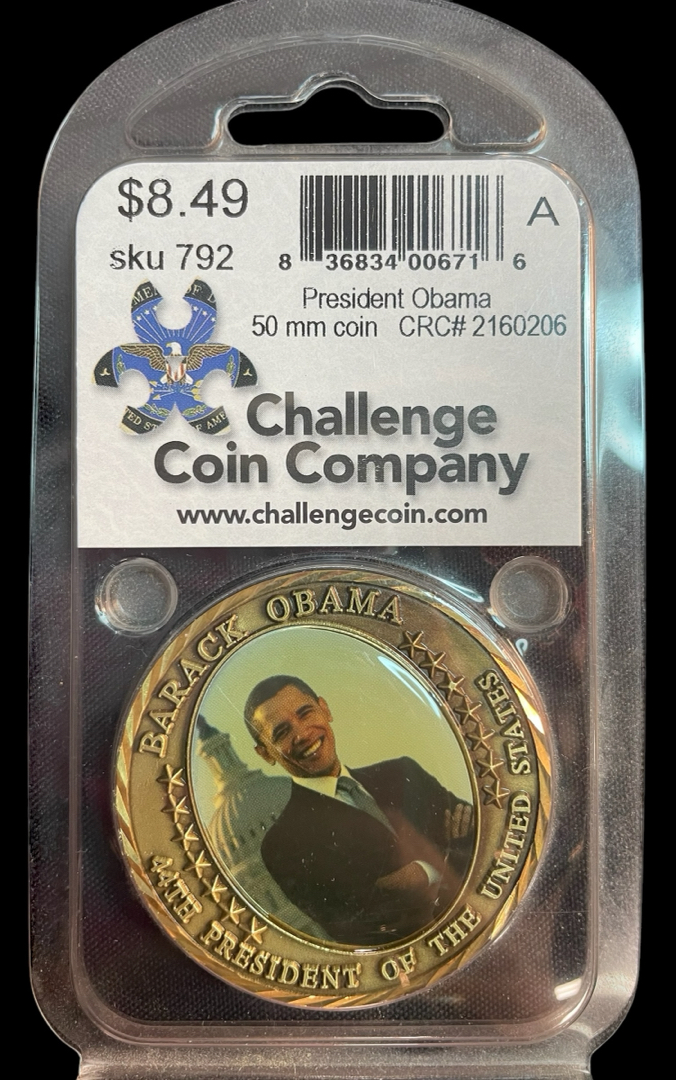 $8.49
sku 792
8 36834 00671 6
A
President Obama
50 mm coin CRC# 2160206
Challenge
Coin Company
www.challengecoin.com
BARACK OBAMA
44TH PRESIDENT OF THE UNITED STATES